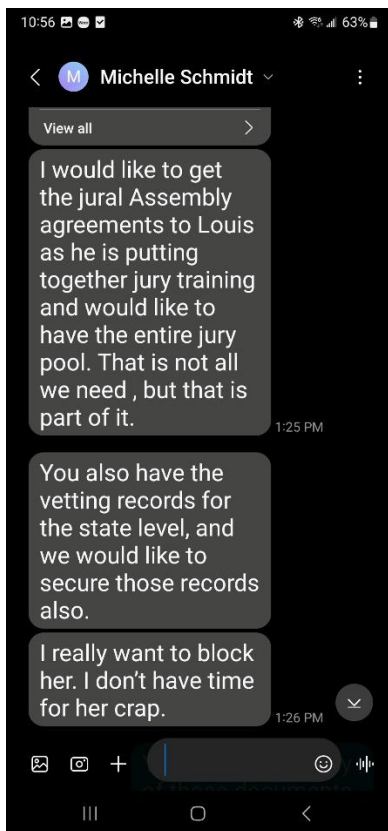 10:56 63%
M Michelle Schmidt
View all
I would like to get
the jural Assembly
agreements to Louis
as he is putting
together jury training
and would like to
have the entire jury
pool. That is not all
we need , but that is
part of it.
1:25 PM
You also have the
vetting records for
the state level, and
we would like to
secure those records
also.
I really want to block
her. I don’t have time
for her crap.
1:26 PM